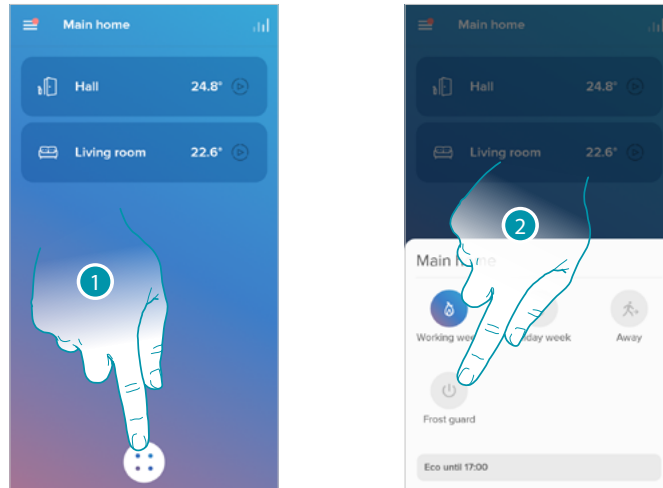 Main home
Hall 24.8°
Living room 22.6°
1
Main home
Hall 24.8°
Living room 22.6°
2
Main
Working day week Away
Frost guard
Eco until 17:00